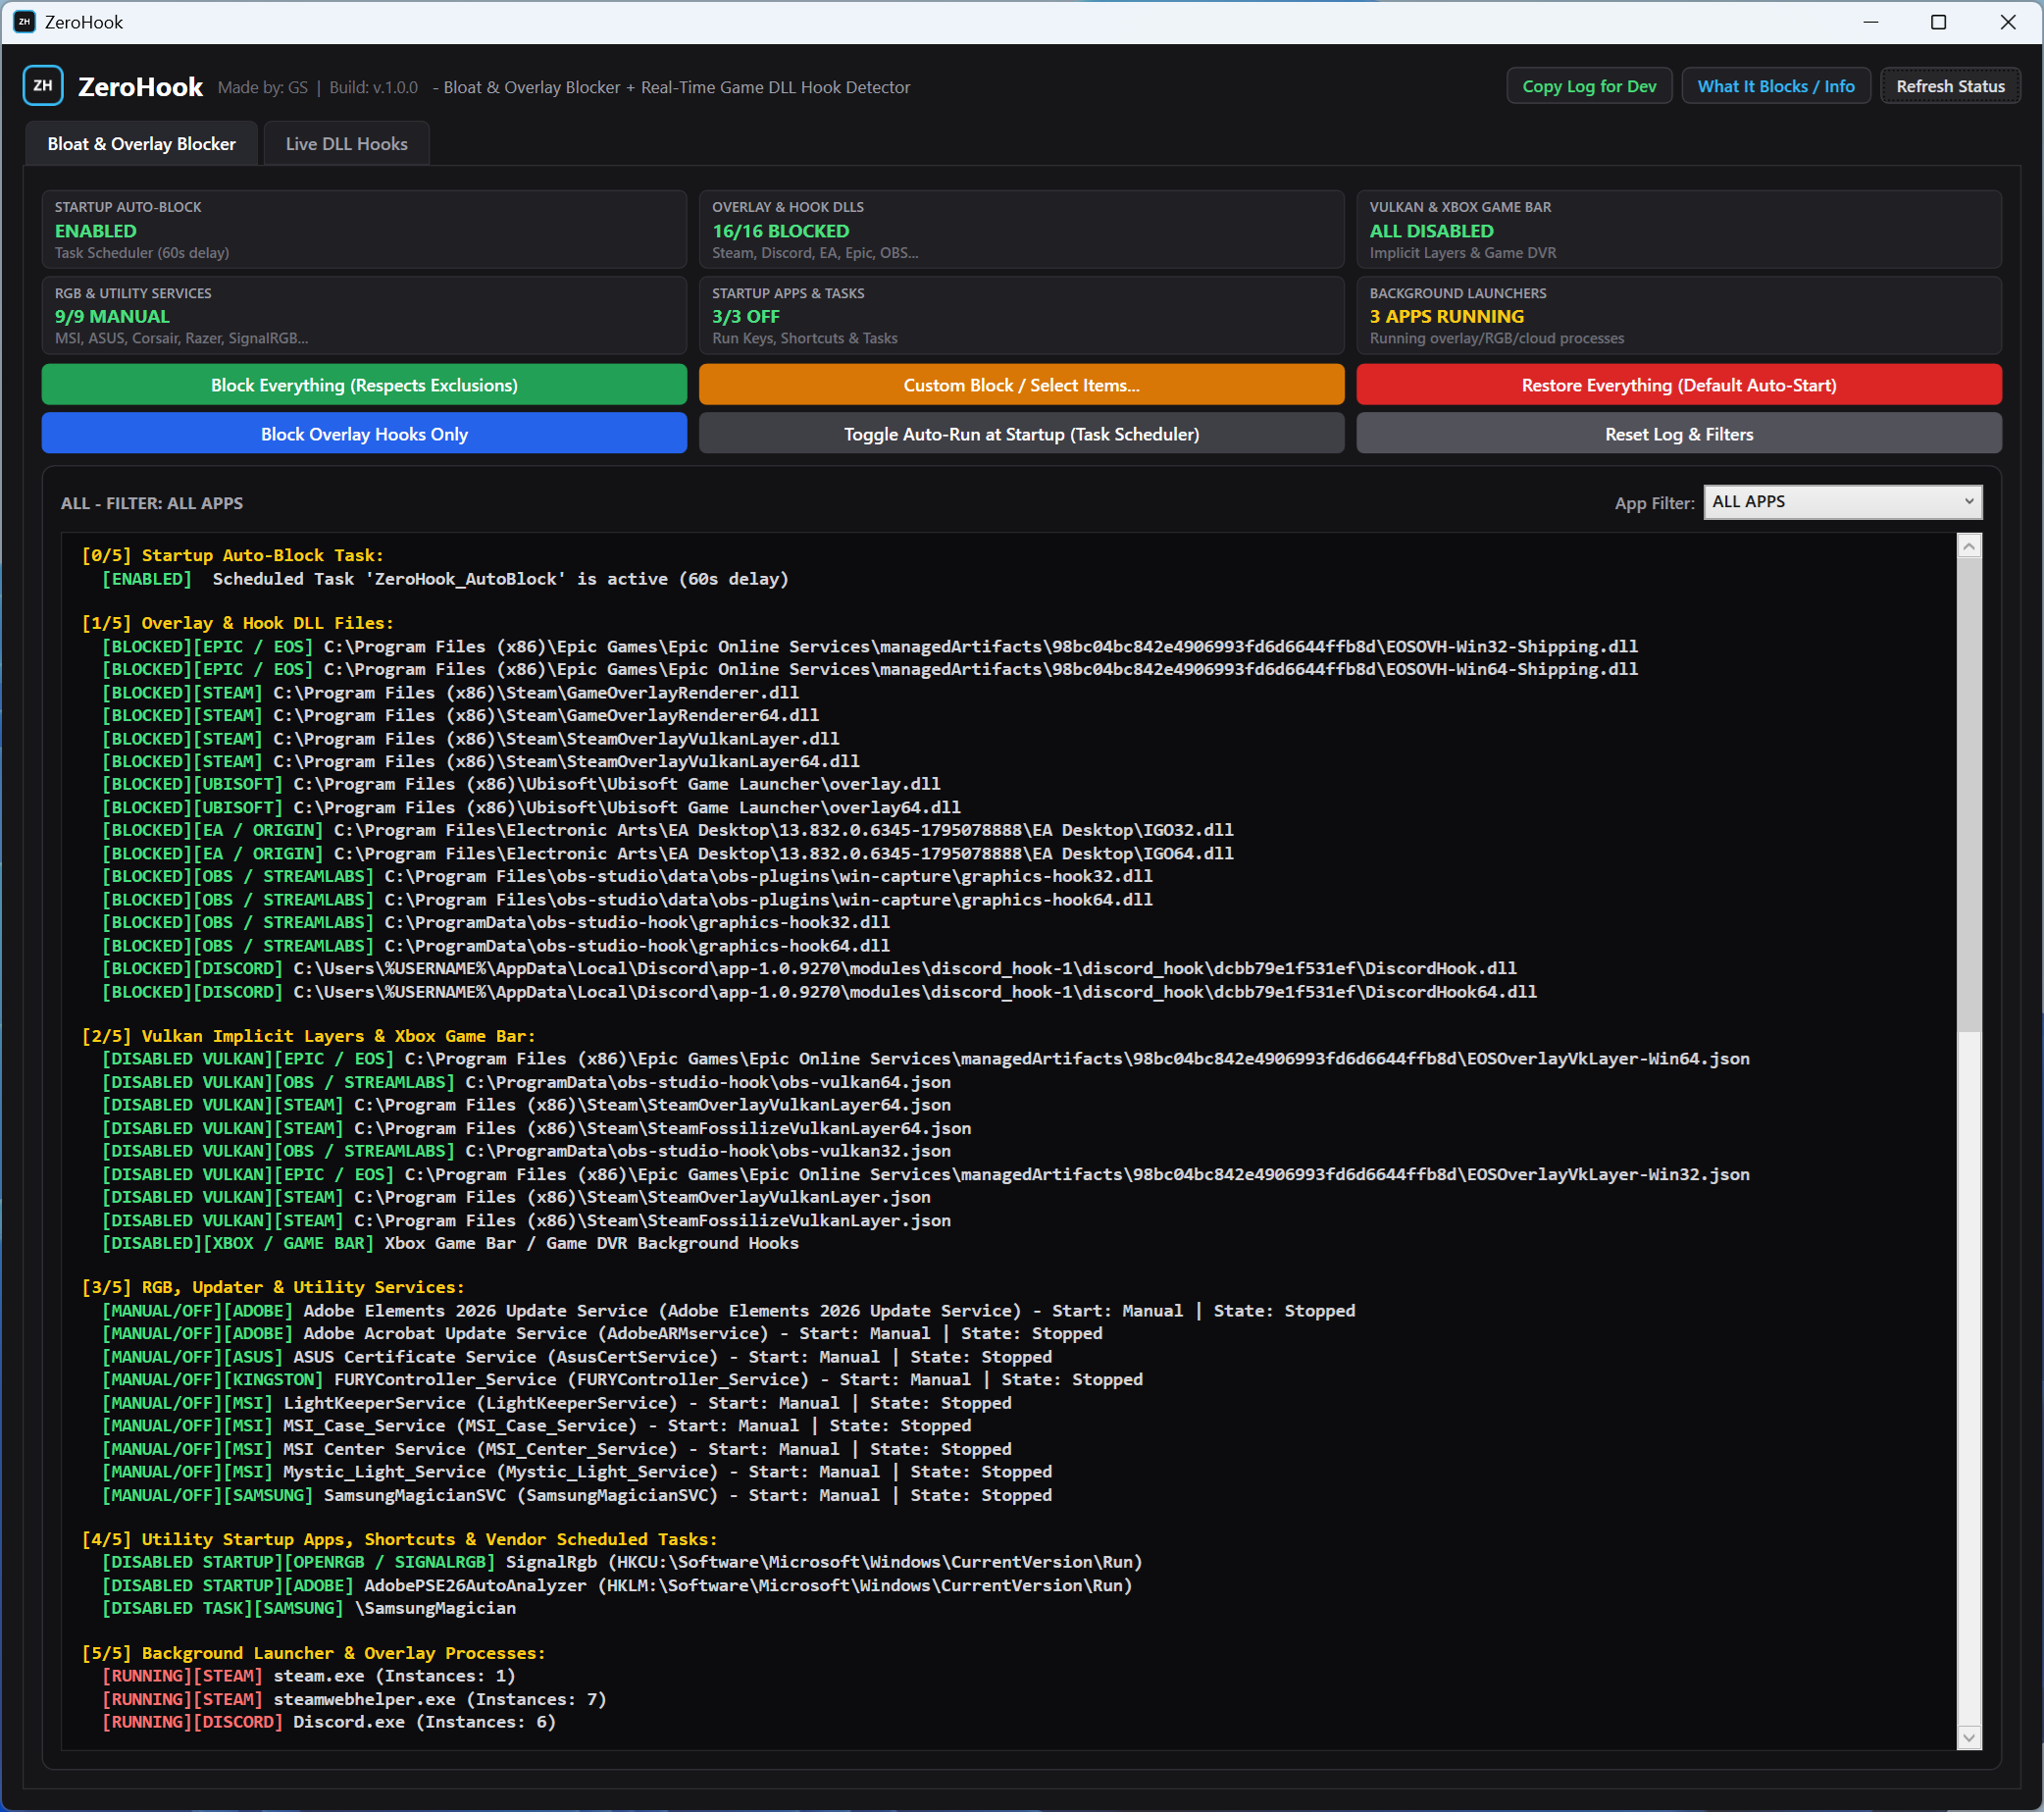 ZH ZeroHook
ZH ZeroHook Made by: GS | Build: v.1.0.0 - Bloat & Overlay Blocker + Real-Time Game DLL Hook Detector
Copy Log for Dev
What It Blocks / Info
Refresh Status
Bloat & Overlay Blocker
Live DLL Hooks
STARTUP AUTO-BLOCK
ENABLED
Task Scheduler (60s delay)
OVERLAY & HOOK DLLS
16/16 BLOCKED
Steam, Discord, EA, Epic, OBS...
VULKAN & XBOX GAME BAR
ALL DISABLED
Implicit Layers & Game DVR
RGB & UTILITY SERVICES
9/9 MANUAL
MSI, ASUS, Corsair, Razer, SignalRGB...
STARTUP APPS & TASKS
3/3 OFF
Run Keys, Shortcuts & Tasks
BACKGROUND LAUNCHERS
3 APPS RUNNING
Running overlay/RGB/cloud processes
Block Everything (Respects Exclusions)
Custom Block / Select Items...
Restore Everything (Default Auto-Start)
Block Overlay Hooks Only
Toggle Auto-Run at Startup (Task Scheduler)
Reset Log & Filters
ALL - FILTER: ALL APPS
App Filter: ALL APPS
[0/5] Startup Auto-Block Task:
[ENABLED] Scheduled Task 'ZeroHook_AutoBlock' is active (60s delay)
[1/5] Overlay & Hook DLL Files:
[BLOCKED][EPIC / EOS] C:\Program Files (x86)\Epic Games\Epic Online Services\managedArtifacts\98bc04bc842e4906993fd6d6644ffb8d\EOSOVH-Win32-Shipping.dll
[BLOCKED][EPIC / EOS] C:\Program Files (x86)\Epic Games\Epic Online Services\managedArtifacts\98bc04bc842e4906993fd6d6644ffb8d\EOSOVH-Win64-Shipping.dll
[BLOCKED][STEAM] C:\Program Files (x86)\Steam\GameOverlayRenderer.dll
[BLOCKED][STEAM] C:\Program Files (x86)\Steam\GameOverlayRenderer64.dll
[BLOCKED][STEAM] C:\Program Files (x86)\Steam\SteamOverlayVulkanLayer.dll
[BLOCKED][STEAM] C:\Program Files (x86)\Steam\SteamOverlayVulkanLayer64.dll
[BLOCKED][UBISOFT] C:\Program Files (x86)\Ubisoft\Ubisoft Game Launcher\overlay.dll
[BLOCKED][UBISOFT] C:\Program Files (x86)\Ubisoft\Ubisoft Game Launcher\overlay64.dll
[BLOCKED][EA / ORIGIN] C:\Program Files\Electronic Arts\EA Desktop\13.832.0.6345-1795078888\EA Desktop\IGO32.dll
[BLOCKED][EA / ORIGIN] C:\Program Files\Electronic Arts\EA Desktop\13.832.0.6345-1795078888\EA Desktop\IGO64.dll
[BLOCKED][OBS / STREAMLABS] C:\Program Files\obs-studio\data\obs-plugins\win-capture\graphics-hook32.dll
[BLOCKED][OBS / STREAMLABS] C:\Program Files\obs-studio\data\obs-plugins\win-capture\graphics-hook64.dll
[BLOCKED][OBS / STREAMLABS] C:\ProgramData\obs-studio-hook\graphics-hook32.dll
[BLOCKED][OBS / STREAMLABS] C:\ProgramData\obs-studio-hook\graphics-hook64.dll
[BLOCKED][DISCORD] C:\Users\%USERNAME%\AppData\Local\Discord\app-1.0.9270\modules\discord_hook-1\discord_hook\dcbb79e1f531ef\DiscordHook.dll
[BLOCKED][DISCORD] C:\Users\%USERNAME%\AppData\Local\Discord\app-1.0.9270\modules\discord_hook-1\discord_hook\dcbb79e1f531ef\DiscordHook64.dll
[2/5] Vulkan Implicit Layers & Xbox Game Bar:
[DISABLED VULKAN][EPIC / EOS] C:\Program Files (x86)\Epic Games\Epic Online Services\managedArtifacts\98bc04bc842e4906993fd6d6644ffb8d\EOSOverlayVkLayer-Win64.json
[DISABLED VULKAN][OBS / STREAMLABS] C:\ProgramData\obs-studio-hook\obs-vulkan64.json
[DISABLED VULKAN][STEAM] C:\Program Files (x86)\Steam\SteamOverlayVulkanLayer64.json
[DISABLED VULKAN][STEAM] C:\Program Files (x86)\Steam\SteamFossilizeVulkanLayer64.json
[DISABLED VULKAN][OBS / STREAMLABS] C:\ProgramData\obs-studio-hook\obs-vulkan32.json
[DISABLED VULKAN][EPIC / EOS] C:\Program Files (x86)\Epic Games\Epic Online Services\managedArtifacts\98bc04bc842e4906993fd6d6644ffb8d\EOSOverlayVkLayer-Win32.json
[DISABLED VULKAN][STEAM] C:\Program Files (x86)\Steam\SteamOverlayVulkanLayer.json
[DISABLED VULKAN][STEAM] C:\Program Files (x86)\Steam\SteamFossilizeVulkanLayer.json
[DISABLED][XBOX / GAME BAR] Xbox Game Bar / Game DVR Background Hooks
[3/5] RGB, Updater & Utility Services:
[MANUAL/OFF][ADOBE] Adobe Elements 2026 Update Service (Adobe Elements 2026 Update Service) - Start: Manual | State: Stopped
[MANUAL/OFF][ADOBE] Adobe Acrobat Update Service (AdobeARMservice) - Start: Manual | State: Stopped
[MANUAL/OFF][ASUS] ASUS Certificate Service (AsusCertService) - Start: Manual | State: Stopped
[MANUAL/OFF][KINGSTON] FURYController_Service (FURYController_Service) - Start: Manual | State: Stopped
[MANUAL/OFF][MSI] LightKeeperService (LightKeeperService) - Start: Manual | State: Stopped
[MANUAL/OFF][MSI] MSI_Case_Service (MSI_Case_Service) - Start: Manual | State: Stopped
[MANUAL/OFF][MSI] MSI Center Service (MSI_Center_Service) - Start: Manual | State: Stopped
[MANUAL/OFF][MSI] Mystic_Light_Service (Mystic_Light_Service) - Start: Manual | State: Stopped
[MANUAL/OFF][SAMSUNG] SamsungMagicianSVC (SamsungMagicianSVC) - Start: Manual | State: Stopped
[4/5] Utility Startup Apps, Shortcuts & Vendor Scheduled Tasks:
[DISABLED STARTUP][OPENRGB / SIGNALRGB] SignalRgb (HKCU:\Software\Microsoft\Windows\CurrentVersion\Run)
[DISABLED STARTUP][ADOBE] AdobePSE26AutoAnalyzer (HKLM:\Software\Microsoft\Windows\CurrentVersion\Run)
[DISABLED TASK][SAMSUNG] \SamsungMagician
[5/5] Background Launcher & Overlay Processes:
[RUNNING][STEAM] steam.exe (Instances: 1)
[RUNNING][STEAM] steamwebhelper.exe (Instances: 7)
[RUNNING][DISCORD] Discord.exe (Instances: 6)